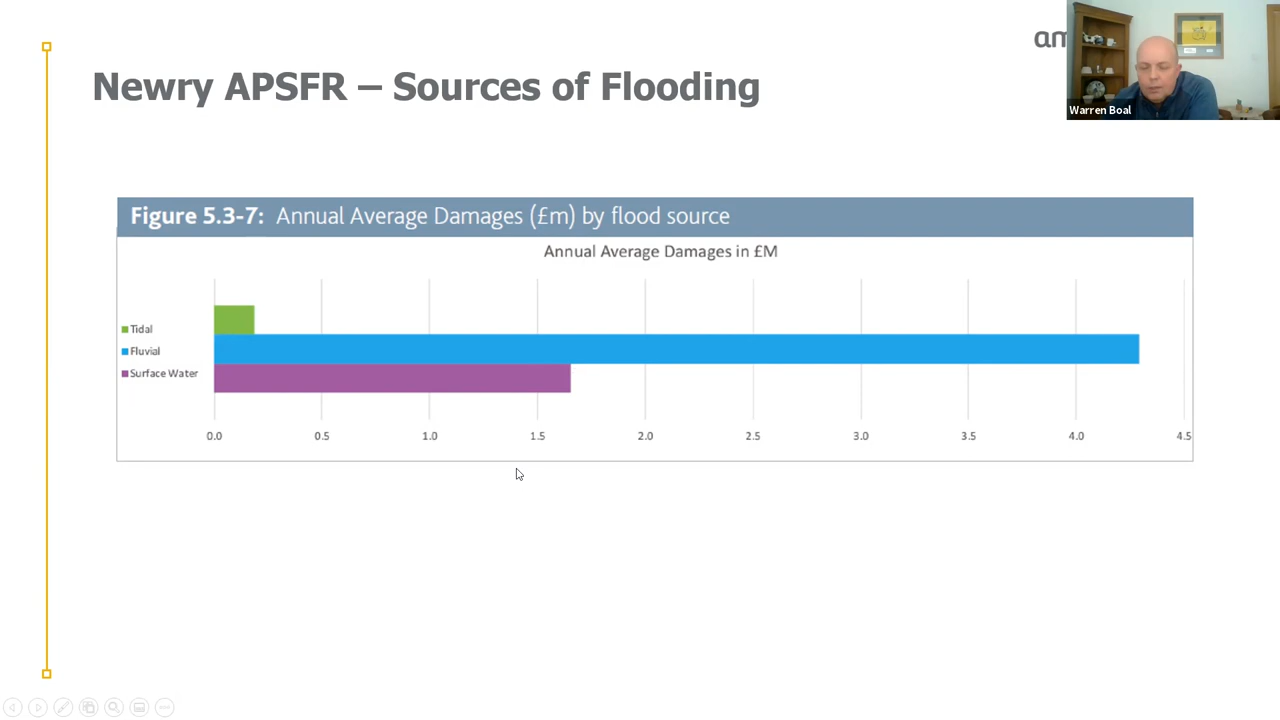 am
Warren Boal
Newry APSFR – Sources of Flooding
Figure 5.3-7: Annual Average Damages (£m) by flood source
Annual Average Damages in £M
Tidal
Fluvial
Surface Water
0.0 0.5 1.0 1.5 2.0 2.5 3.0 3.5 4.0 4.5